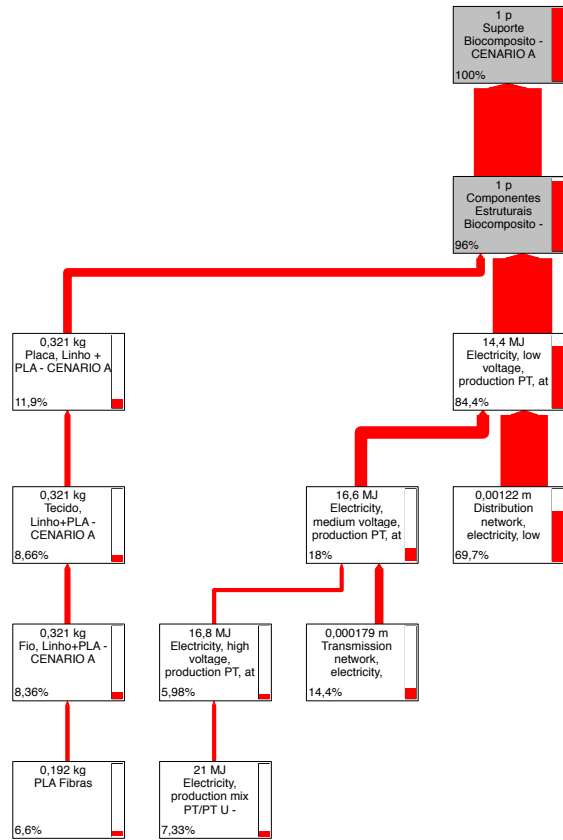 1 p
Suporte
Biocomposito -
CENARIO A
100%
1 p
Componentes
Estruturais
Biocomposito -
96%
0,321 kg
Placa, Linho +
PLA - CENARIO A
11,9%
14,4 MJ
Electricity, low
voltage,
production PT, at
84,4%
0,321 kg
Tecido,
Linho+PLA -
CENARIO A
8,66%
16,6 MJ
Electricity,
medium voltage,
production PT, at
18%
0,00122 m
Distribution
network,
electricity, low
69,7%
0,321 kg
Fio, Linho+PLA -
CENARIO A
8,36%
16,8 MJ
Electricity, high
voltage,
production PT, at
5,98%
0,000179 m
Transmission
network,
electricity,
14,4%
0,192 kg
PLA Fibras
6,6%
21 MJ
Electricity,
production mix
PT/PT U -
7,33%